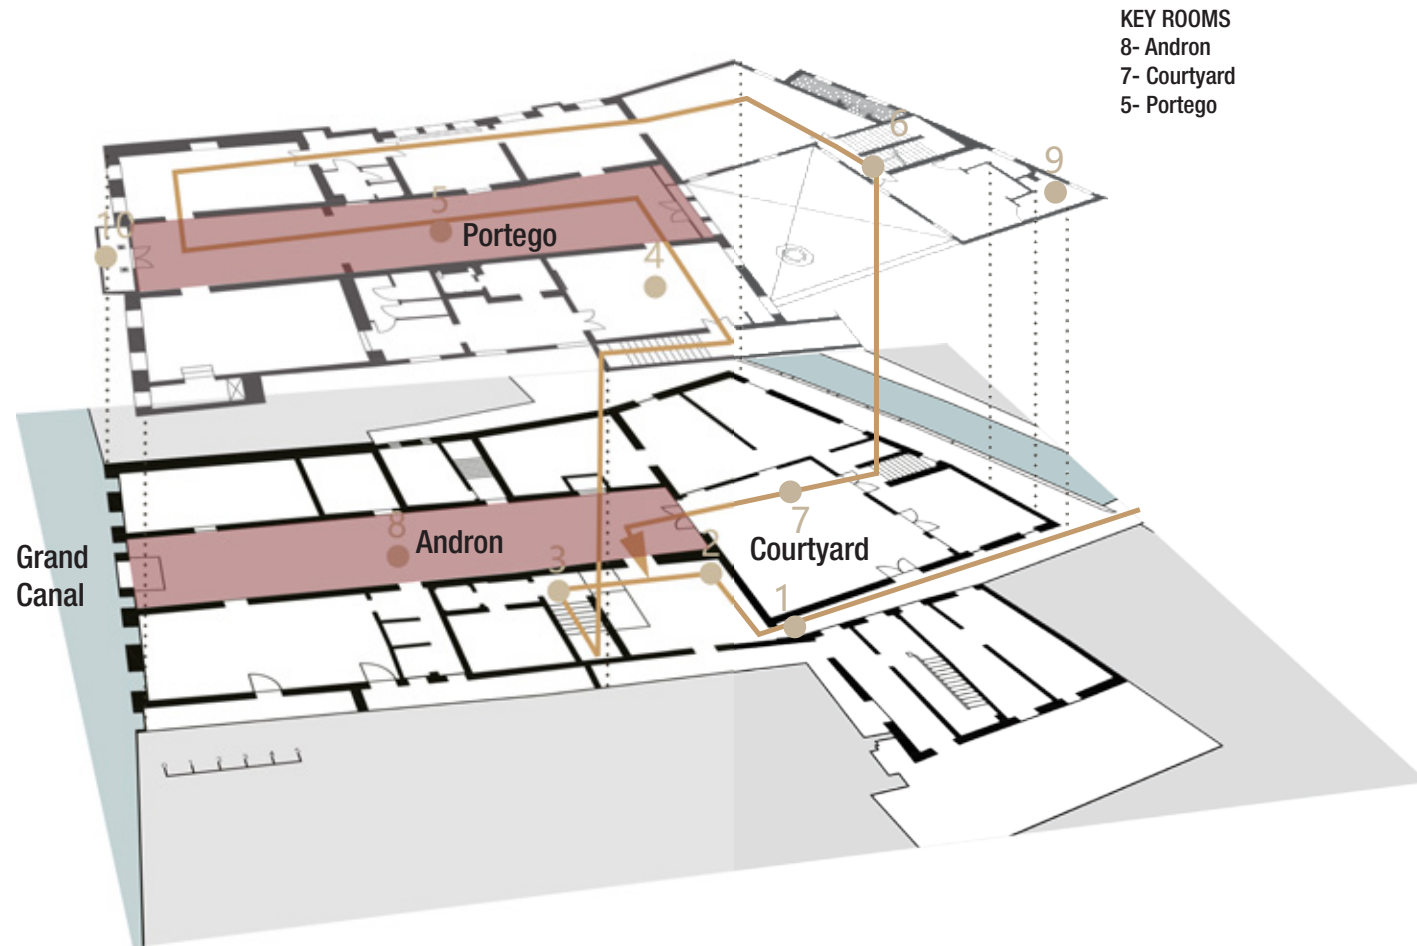 KEY ROOMS
8- Andron
7- Courtyard
5- Portego
6
9
10
5
Portego
4
8
Andron
7
Courtyard
3
2
1
Grand
Canal